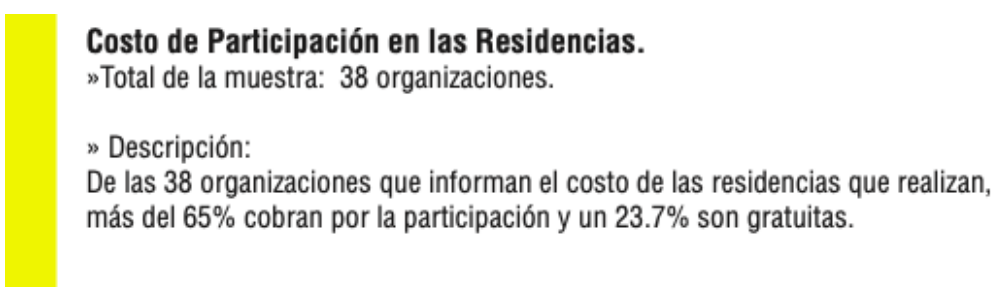 Costo de Participación en las Residencias.
»Total de la muestra:  38 organizaciones.
» Descripción:
De las 38 organizaciones que informan el costo de las residencias que realizan,
más del 65% cobran por la participación y un 23.7% son gratuitas.